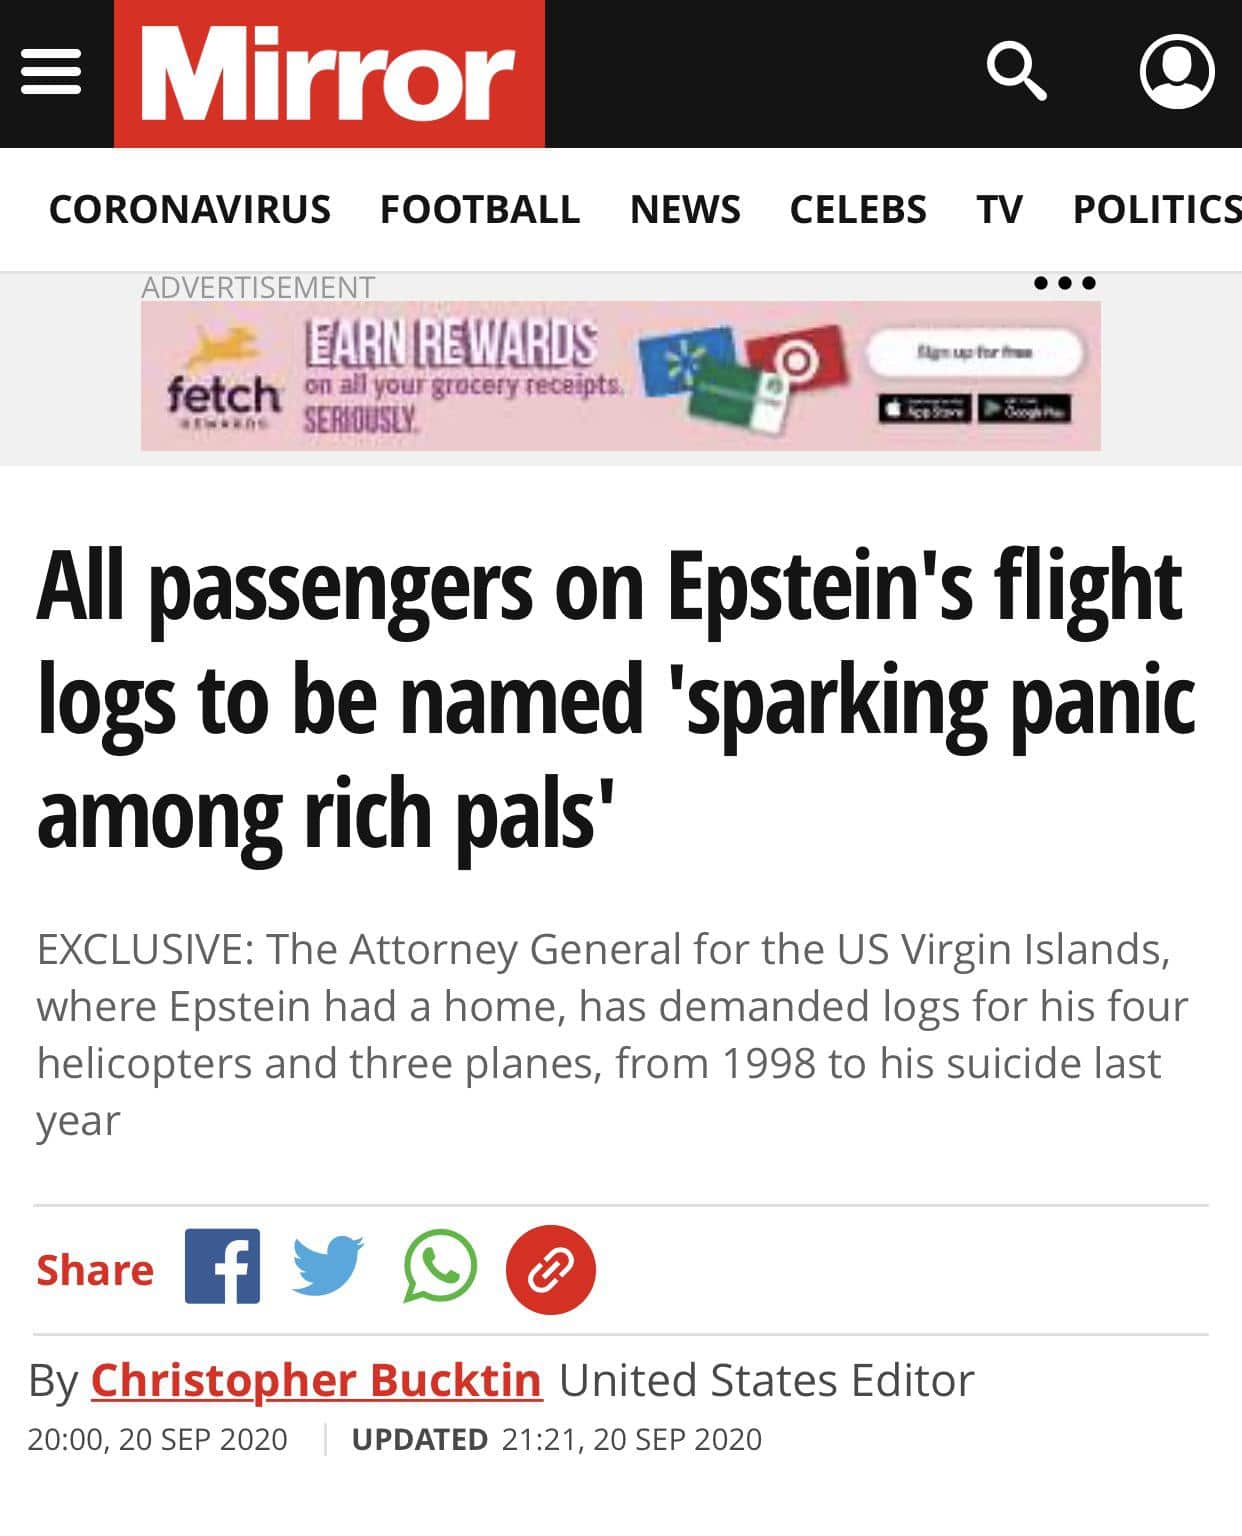 Mirror
CORONAVIRUS FOOTBALL NEWS CELEBS TV POLITICS
ADVERTISEMENT
EARN REWARDS
fetch
REWARDS
on all your grocery receipts.
SERIOUSLY.
Sign up for free
App Store
Google Play
All passengers on Epstein's flight
logs to be named 'sparking panic
among rich pals'
EXCLUSIVE: The Attorney General for the US Virgin Islands,
where Epstein had a home, has demanded logs for his four
helicopters and three planes, from 1998 to his suicide last
year
Share
By Christopher Bucktin United States Editor
20:00, 20 SEP 2020 UPDATED 21:21, 20 SEP 2020